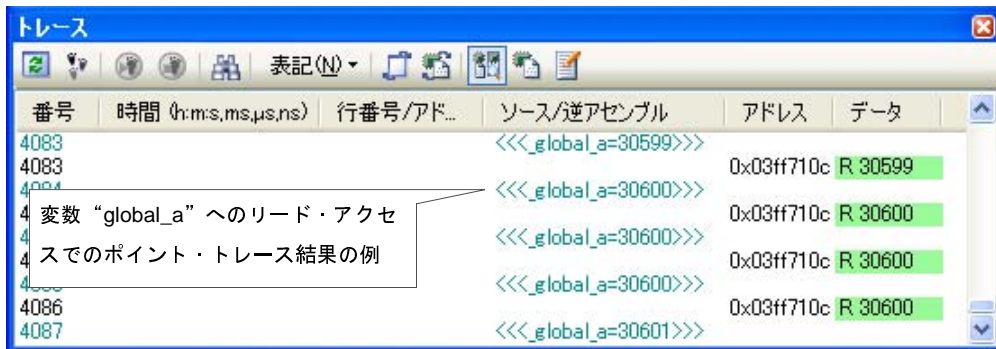 トレース
表記(N)
番号 時間 (h:m:s,ms,μs,ns) 行番号/アド... ソース/逆アセンブル アドレス データ
4083 <<<_global_a=30599>>>
4083 0x03ff710c R 30599
<<<_global_a=30600>>>
変数“global_a”へのリード・アクセ
スでのポイント・トレース結果の例
0x03ff710c R 30600
<<<_global_a=30600>>>
0x03ff710c R 30600
<<<_global_a=30600>>>
4086 0x03ff710c R 30600
4087 <<<_global_a=30601>>>